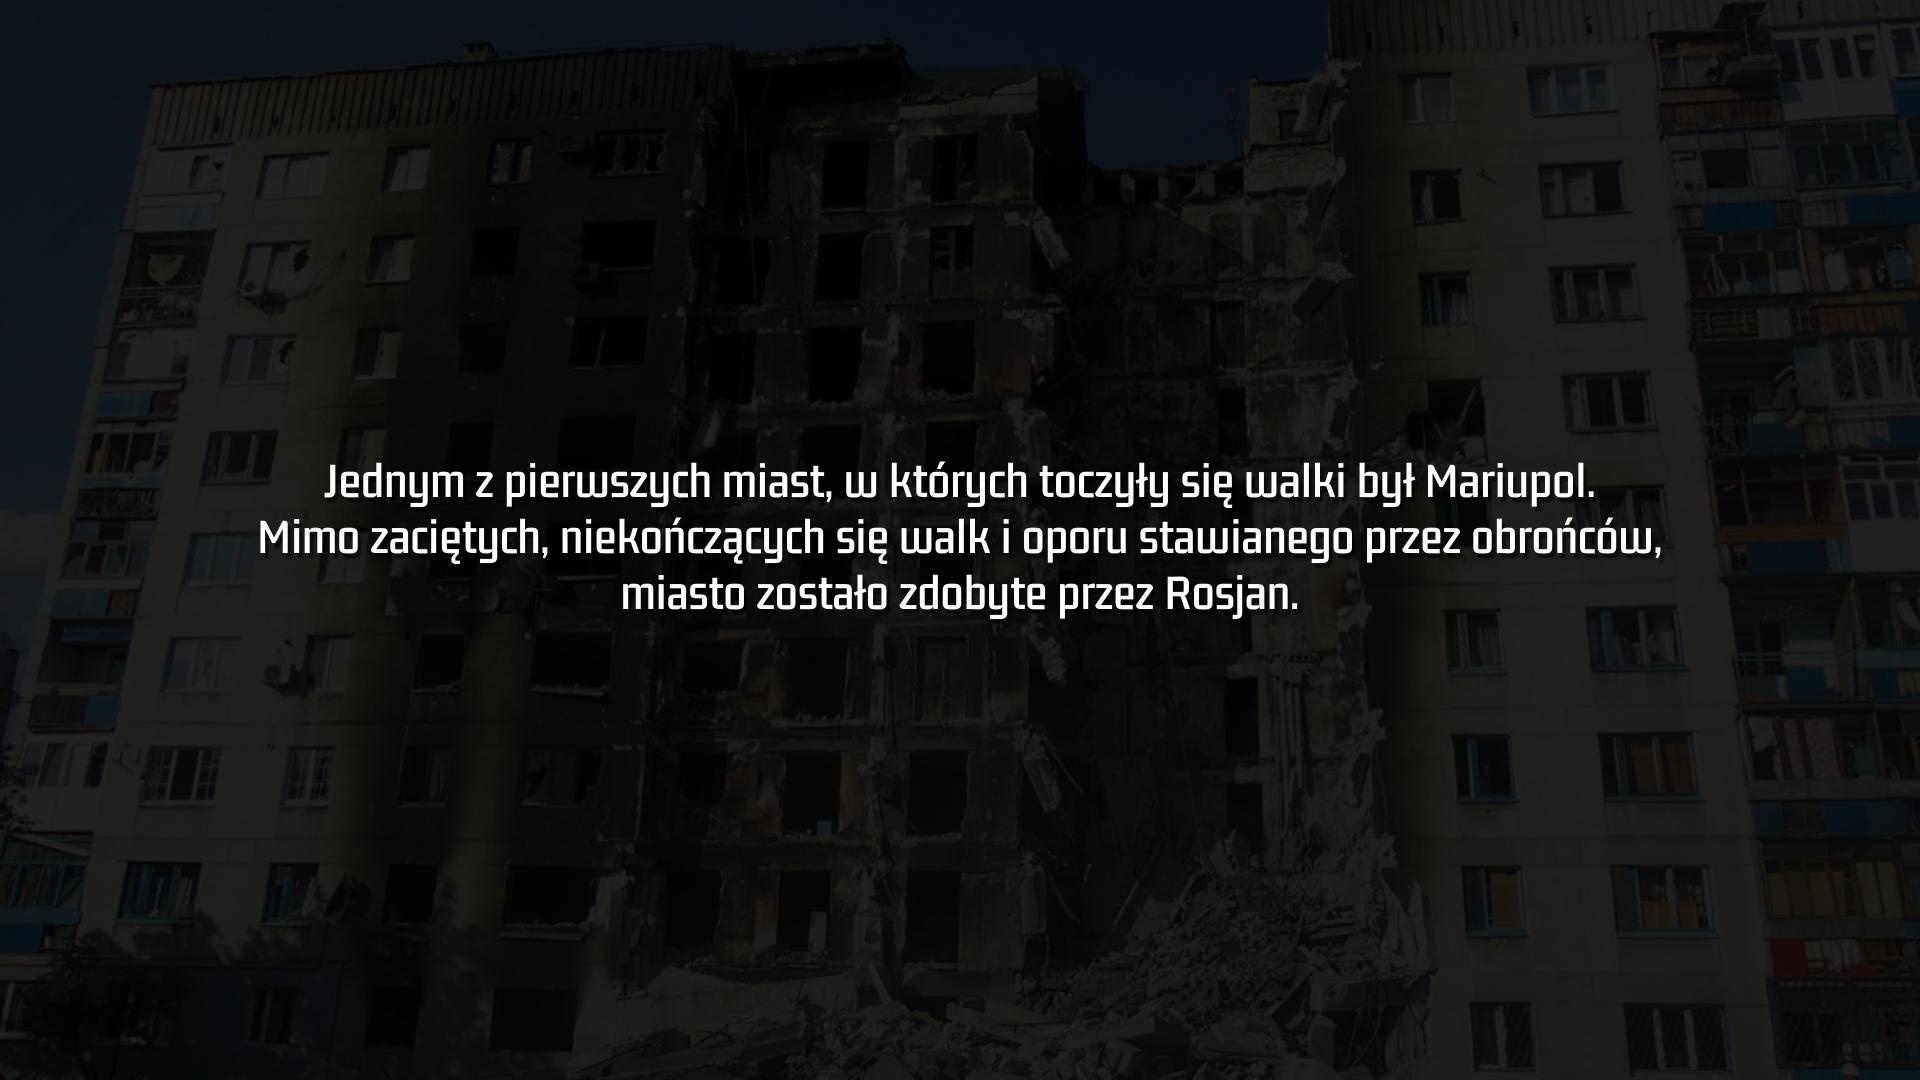 Jednym z pierwszych miast, w których toczyły się walki był Mariupol.
Mimo zaciętych, niekończących się walk i oporu stawianego przez obrońców,
miasto zostało zdobyte przez Rosjan.